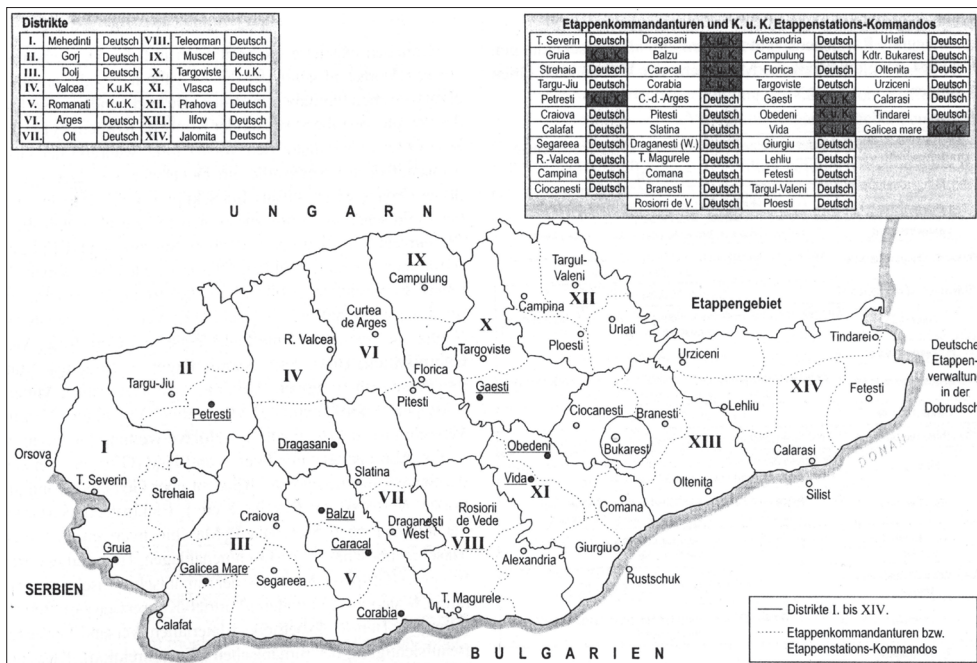 Distrikte
I. Mehedinti Deutsch VIII. Teleorman Deutsch
II. Gorj Deutsch IX. Muscel Deutsch
III. Dolj Deutsch X. Targoviste K.u.K.
IV. Valcea K.u.K. XI. Vlasca Deutsch
V. Romanati K.u.K. XII. Prahova Deutsch
VI. Arges Deutsch XIII. Ilfov Deutsch
VII. Olt Deutsch XIV. Jalomita Deutsch
Etappenkommandanturen und K. u. K. Etappenstations-Kommandos
T. Severin Deutsch Dragasani K. u. K. Alexandria Deutsch Urlati Deutsch
Gruia K. u. K. Balzu K. u. K. Campulung Deutsch Kdtr. Bukarest Deutsch
Strehaia Deutsch Caracal K. u. K. Florica Deutsch Oltenita Deutsch
Targu-Jiu Deutsch Corabia K. u. K. Targoviste Deutsch Urziceni Deutsch
Petresti K. u. K. C.-d.-Arges Deutsch Gaesti K. u. K. Calarasi Deutsch
Craiova Deutsch Pitesti Deutsch Obedeni K. u. K. Tindarei Deutsch
Calafat Deutsch Slatina Deutsch Vida K. u. K. Galicea mare K. u. K.
Segareea Deutsch Draganesti (W.) Deutsch Giurgiu Deutsch
R.-Valcea Deutsch T. Magurele Deutsch Lehliu Deutsch
Campina Deutsch Comana Deutsch Fetesti Deutsch
Ciocanesti Deutsch Branesti Deutsch Targul-Valeni Deutsch
Rosiorri de V. Deutsch Ploesti Deutsch
UNGARN
IX
Campulung
Targul-
Valeni
XII
Campina
Etappengebiet
Curtea
de Arges
X
Urlati
Ploesti
Tindarei
Deutsche
Etappen-
verwaltung
in der
Dobrudsch
R. Valcea
VI
Targoviste
Urziceni
II
IV
Florica
XIV
Targu-Jiu
Petresti
Pitesti
Gaesti
Fetesti
Ciocanesti
Branesti
Lehliu
I
Dragasani
Obedeni
Bukarest
XIII
Orsova
Calarasi
DONAU
T. Severin
Strehaia
Slatina
Vida
XI
Oltenita
Silist
VII
Rosiorii
de Vede
Comana
Craiova
Balzu
Draganesti
West
VIII
Gruia
III
Caracal
Giurgiu
Galicea Mare
Segareea
V
Alexandria
Rustschuk
SERBIEN
Calafat
Corabia
T. Magurele
BULGARIEN
Distrikte I. bis XIV.
Etappenkommandanturen bzw.
Etappenstations-Kommandos